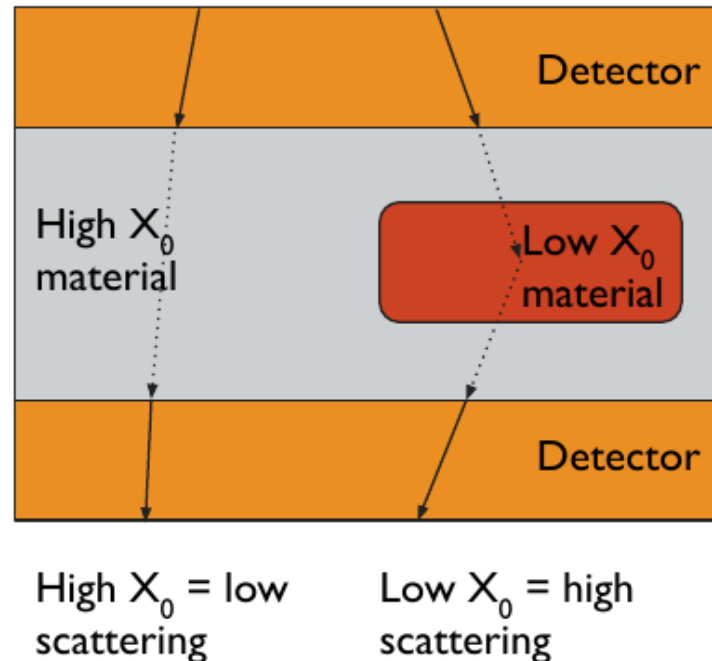 Detector
High X₀
material
Low X₀
material
Detector
High X₀ = low
scattering
Low X₀ = high
scattering